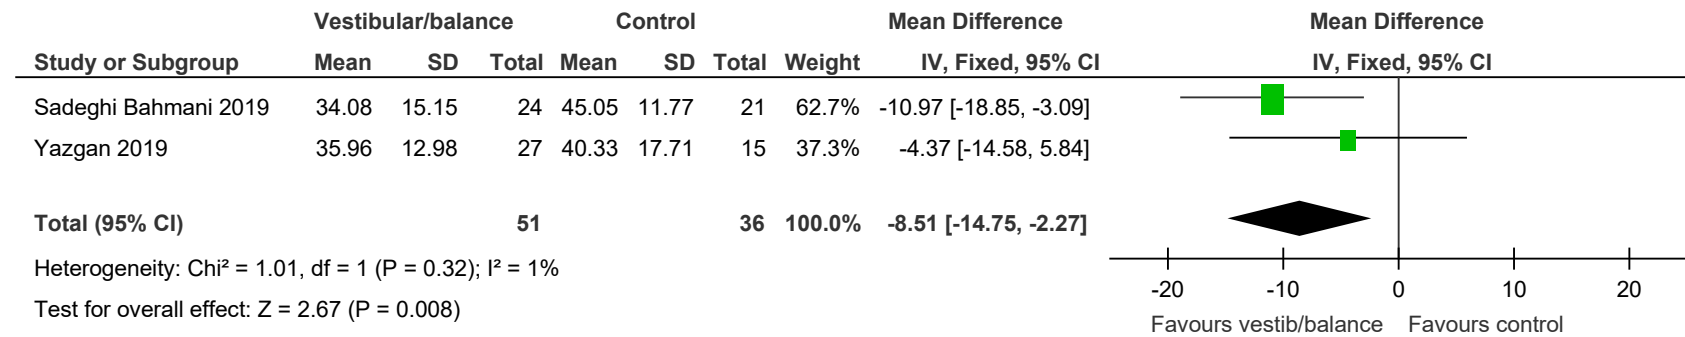 Vestibular/balance Control Mean Difference Mean Difference
Study or Subgroup Mean SD Total Mean SD Total Weight IV, Fixed, 95% CI IV, Fixed, 95% CI
Sadeghi Bahmani 2019 34.08 15.15 24 45.05 11.77 21 62.7% -10.97 [-18.85, -3.09]
Yazgan 2019 35.96 12.98 27 40.33 17.71 15 37.3% -4.37 [-14.58, 5.84]
Total (95% CI) 51 36 100.0% -8.51 [-14.75, -2.27]
Heterogeneity: Chi² = 1.01, df = 1 (P = 0.32); I² = 1%
Test for overall effect: Z = 2.67 (P = 0.008)
-20 -10 0 10 20
Favours vestib/balance Favours control